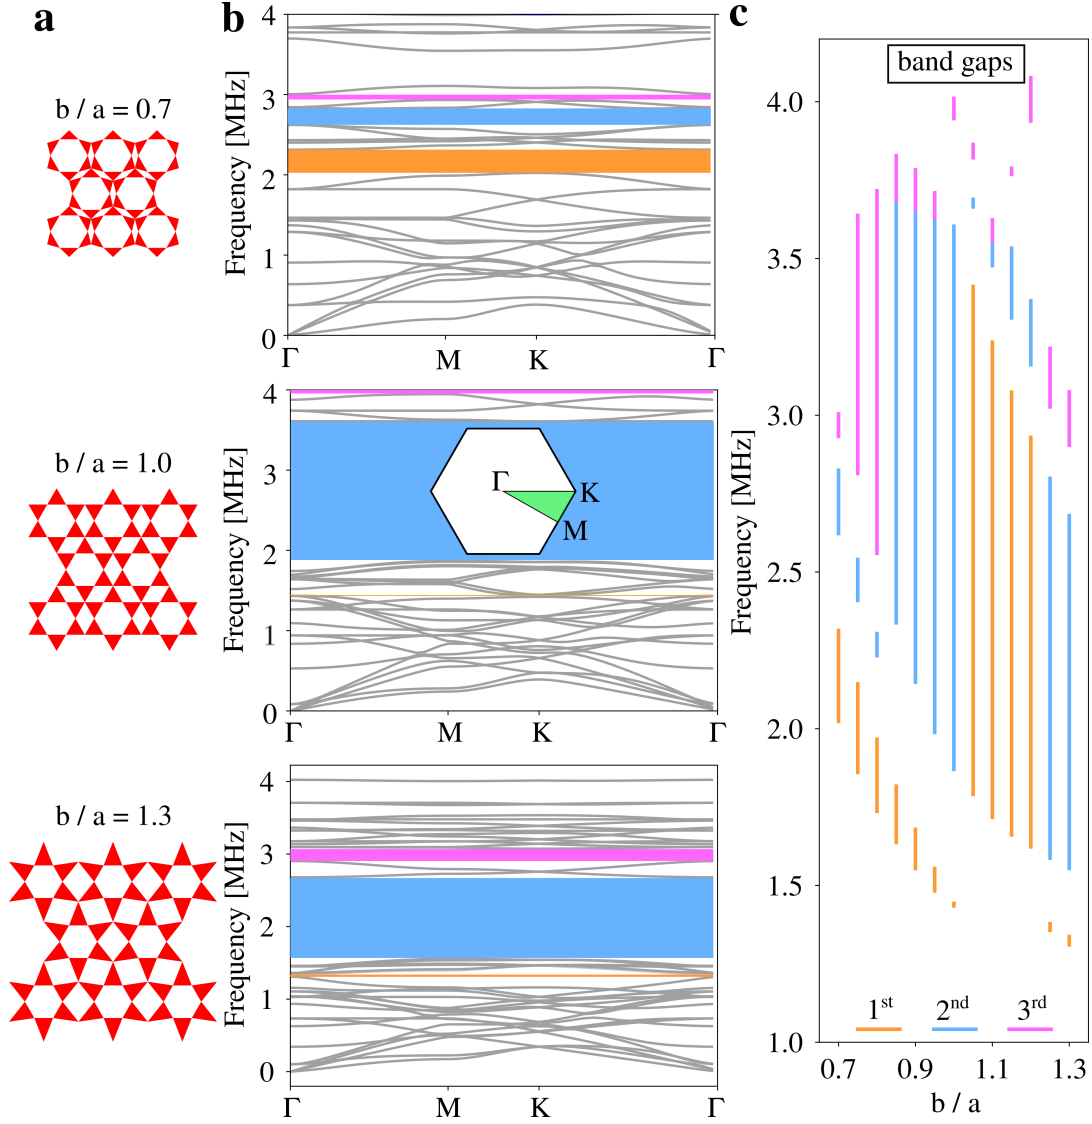 a
b / a = 0.7
b / a = 1.0
b / a = 1.3
b
4
3
2
1
0
Frequency [MHz]
Γ M K Γ
4
3
2
1
0
Frequency [MHz]
Γ
K
M
Γ M K Γ
4
3
2
1
0
Frequency [MHz]
Γ M K Γ
c
band gaps
4.0
3.5
3.0
2.5
2.0
1.5
1.0
Frequency [MHz]
1st 2nd 3rd
0.7 0.9 1.1 1.3
b / a